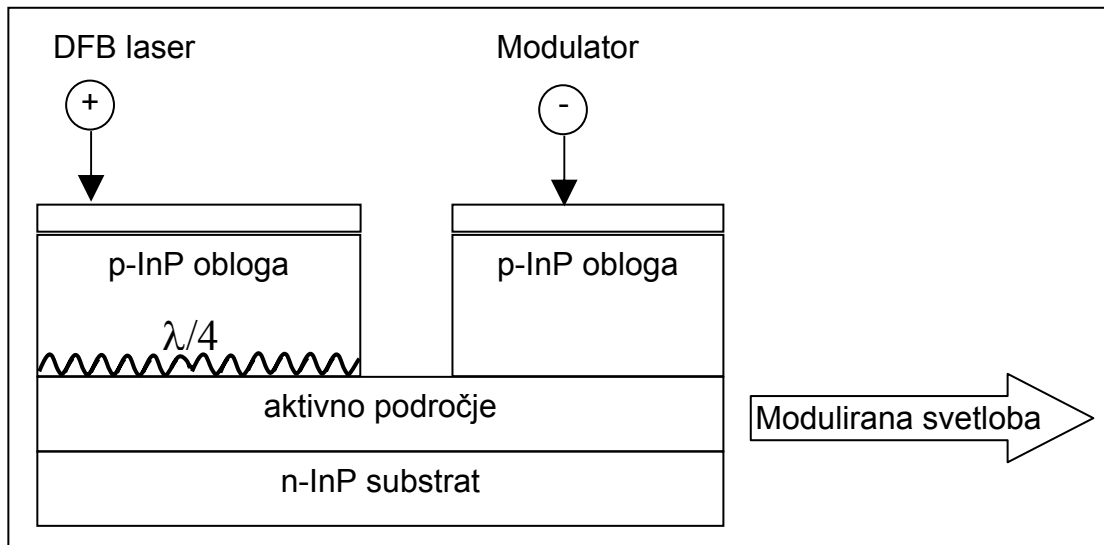 DFB laser
Modulator
+
-
p-InP obloga
p-InP obloga
λ/4
aktivno področje
Modulirana svetloba
n-InP substrat